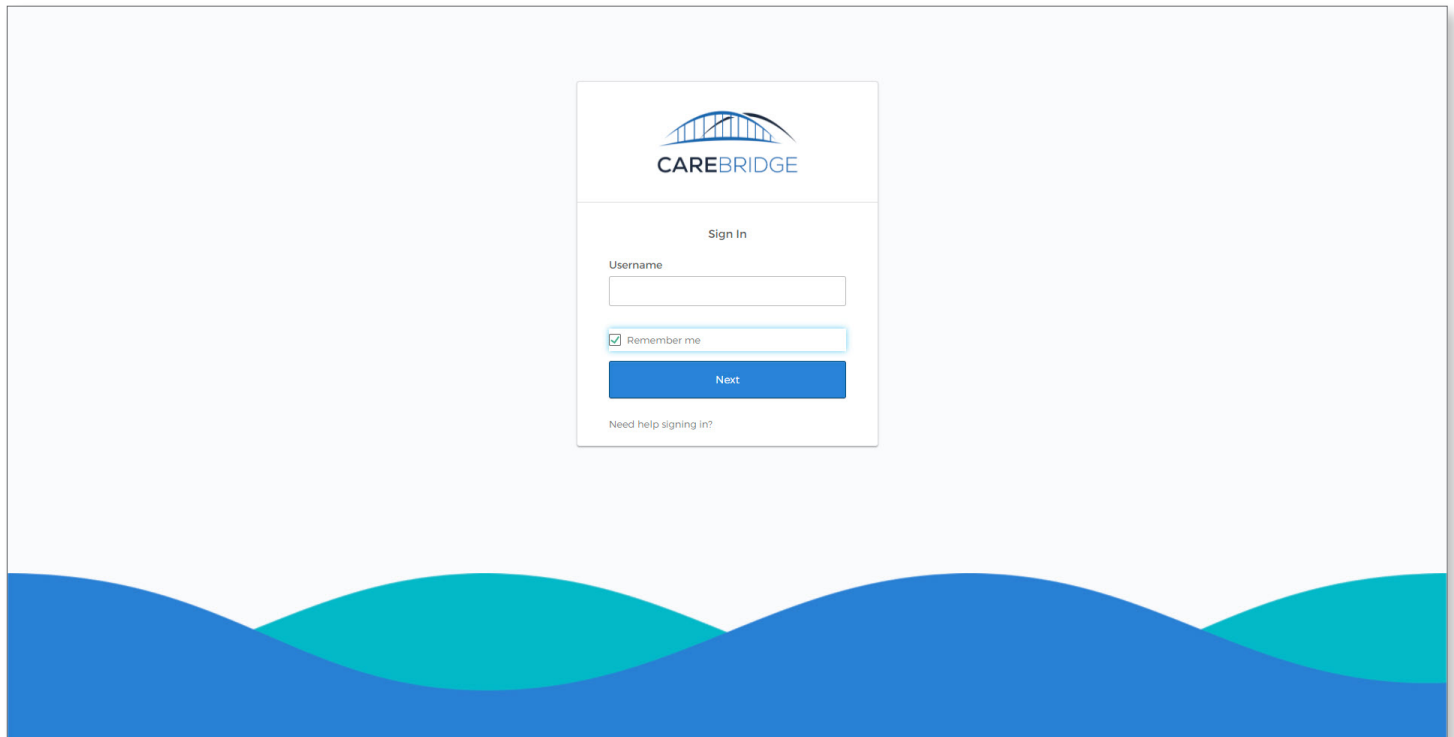 CAREBRIDGE
Sign In
Username
Remember me
Next
Need help signing in?